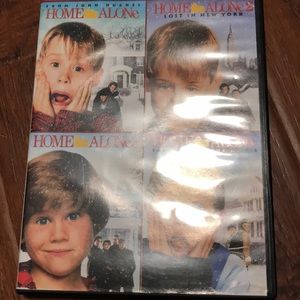 FROM JOHN HUGHES
HOME ALONE
HOME ALONE 2
LOST IN NEW YORK
HOME ALONE